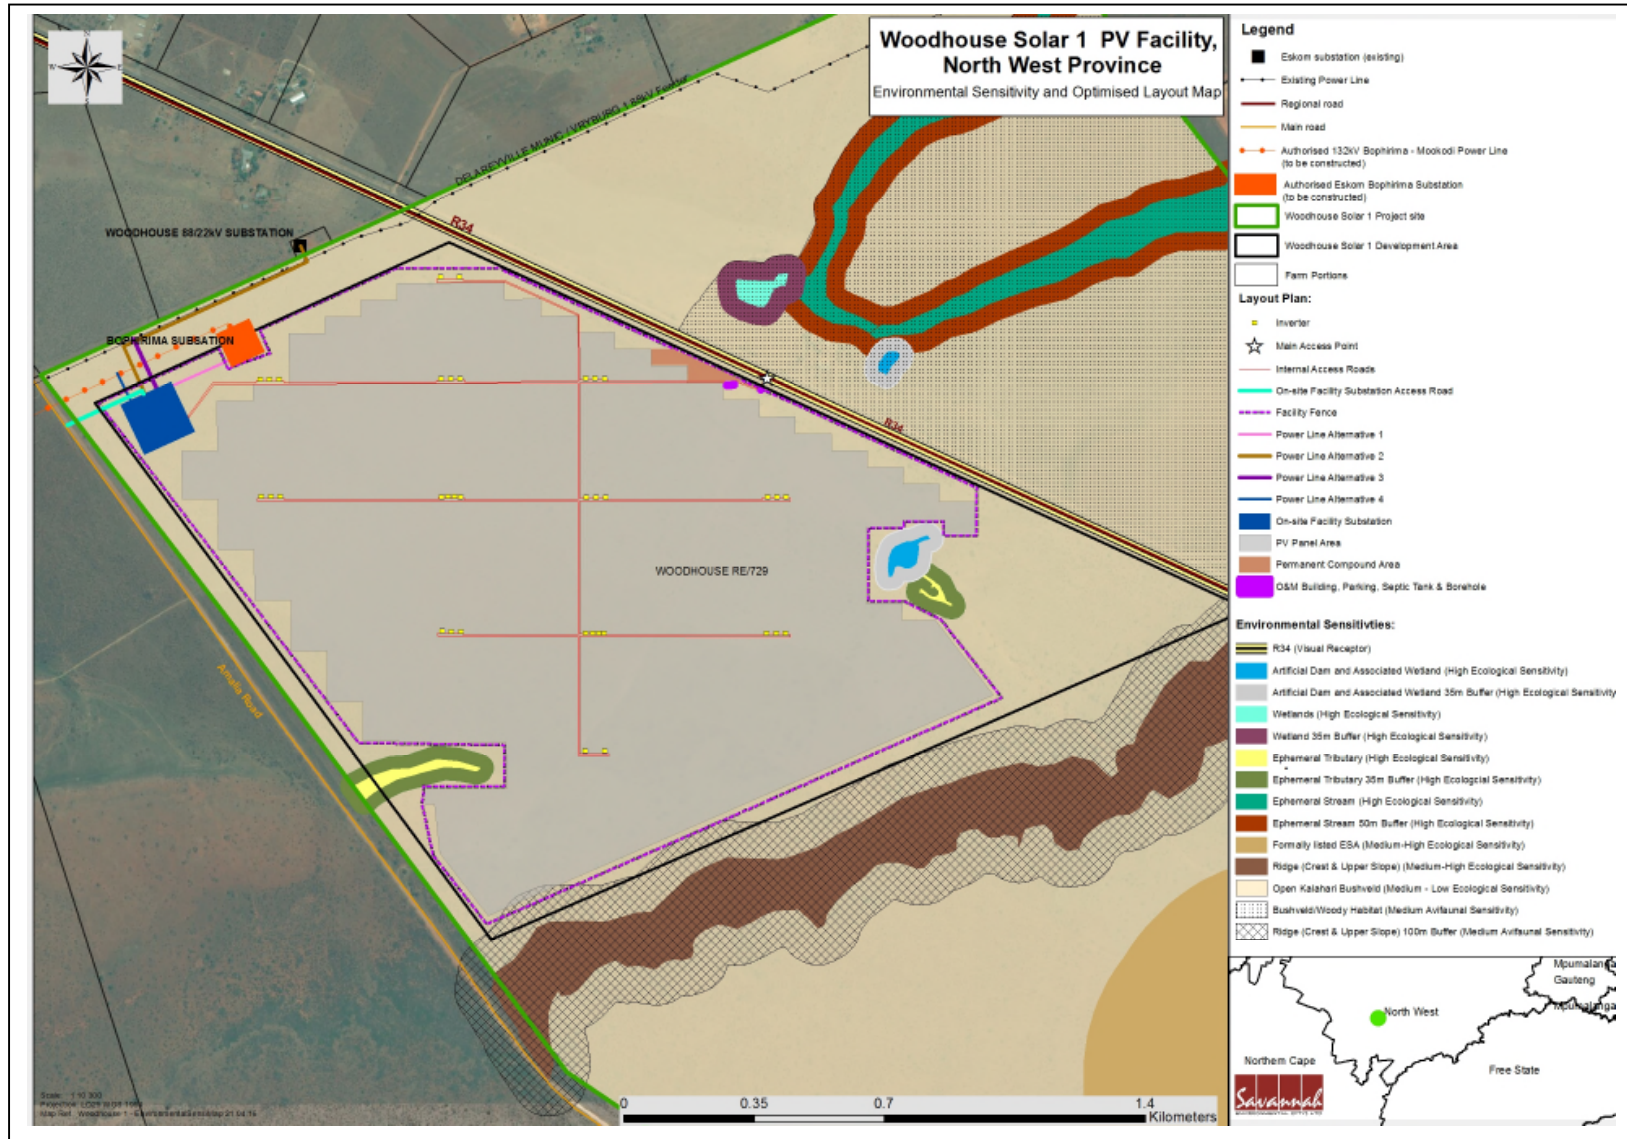 Woodhouse Solar 1 PV Facility,
North West Province
Environmental Sensitivity and Optimised Layout Map
N
W
E
S
DELAREYVILLE MUNIC / VRYBURG 1 88kV Feeder
R34
WOODHOUSE 88/22kV SUBSTATION
BOPHIRIMA SUBSATION
R34
WOODHOUSE RE/729
Amalia Road
0
0.35
0.7
1.4
Kilometers
Legend
Eskom substation (existing)
Existing Power Line
Regional road
Main road
Authorised 132kV Bophirima - Mookodi Power Line
(to be constructed)
Authorised Eskom Bophirima Substation
(to be constructed)
Woodhouse Solar 1 Project site
Woodhouse Solar 1 Development Area
Farm Portions
Layout Plan:
Inverter
Main Access Point
Internal Access Roads
On-site Facility Substation Access Road
Facility Fence
Power Line Alternative 1
Power Line Alternative 2
Power Line Alternative 3
Power Line Alternative 4
On-site Facility Substation
PV Panel Area
Permanent Compound Area
O&M Building, Parking, Septic Tank & Borehole
Environmental Sensitivties:
R34 (Visual Receptor)
Artificial Dam and Associated Wetland (High Ecological Sensitivity)
Artificial Dam and Associated Wetland 35m Buffer (High Ecological Sensitivity
Wetlands (High Ecological Sensitivity)
Wetland 35m Buffer (High Ecological Sensitivity)
Ephemeral Tributary (High Ecological Sensitivity)
Ephemeral Tributary 35m Buffer (High Ecologcial Sensitivity)
Ephemeral Stream (High Ecological Sensitivity)
Ephemeral Stream 50m Buffer (High Ecological Sensitivity)
Formally listed ESA (Medium-High Ecological Sensitivity)
Ridge (Crest & Upper Slope) (Medium-High Ecological Sensitivity)
Open Kalahari Bushveld (Medium - Low Ecological Sensitivity)
Bushveld/Woody Habitat (Medium Avifaunal Sensitivity)
Ridge (Crest & Upper Slope) 100m Buffer (Medium Avifaunal Sensitivity)
Mpumalanga
Gauteng
Mpumalanga
North West
Northern Cape
Free State
Savannah